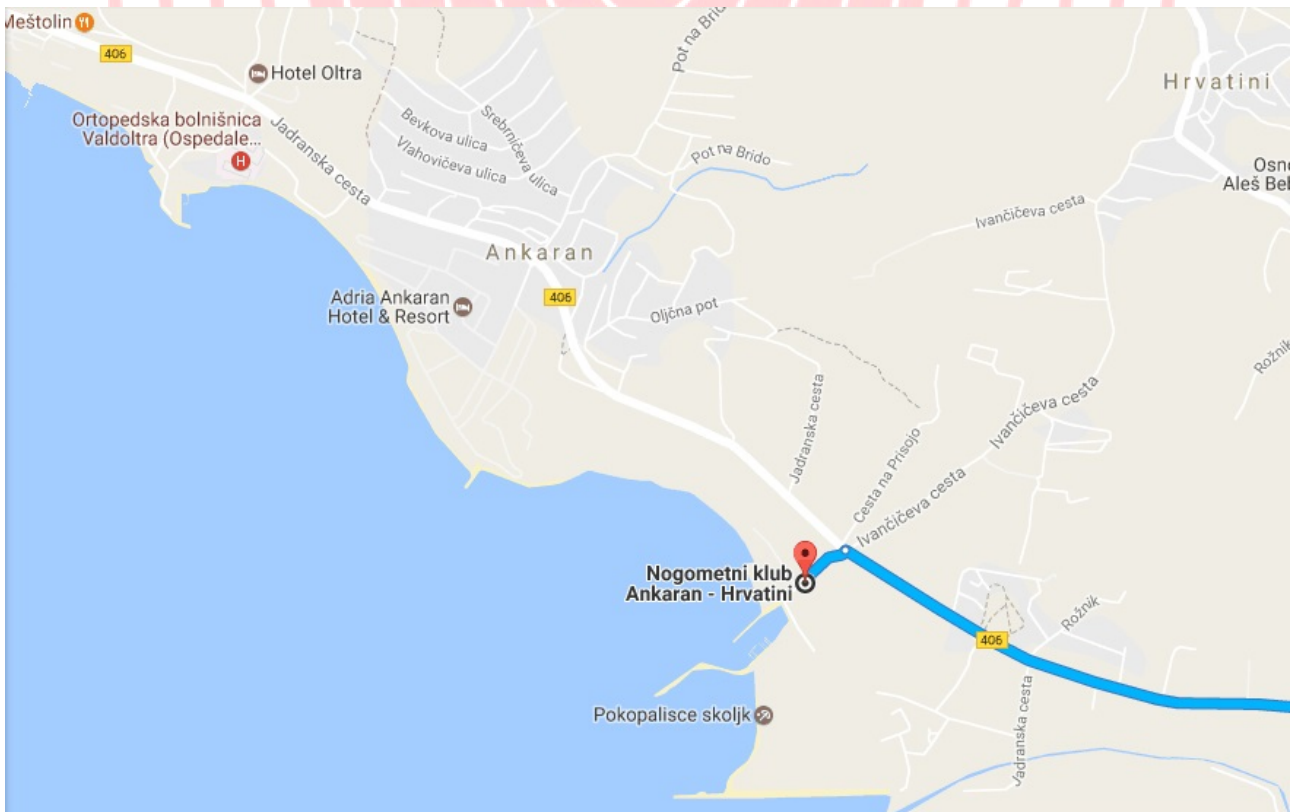 Meštolin
406
Hotel Oltra
Ortopedska bolnišnica
Valdoltra (Ospedale...
H
Jadranska cesta
Bevkova ulica
Vlahovičeva ulica
Srebrničeva ulica
Pot na Brido
Pot na Brido
Hrvatini
Osno
Aleš Beb
Ivančičeva cesta
Ankaran
406
Adria Ankaran
Hotel & Resort
Oljčna pot
Rožnik
Jadranska cesta
Cesta na Prisojo
Ivančičeva cesta
Ivančičeva cesta
Nogometni klub
Ankaran - Hrvatini
406
Rožnik
Pokopalisce skoljk
Jadranska cesta